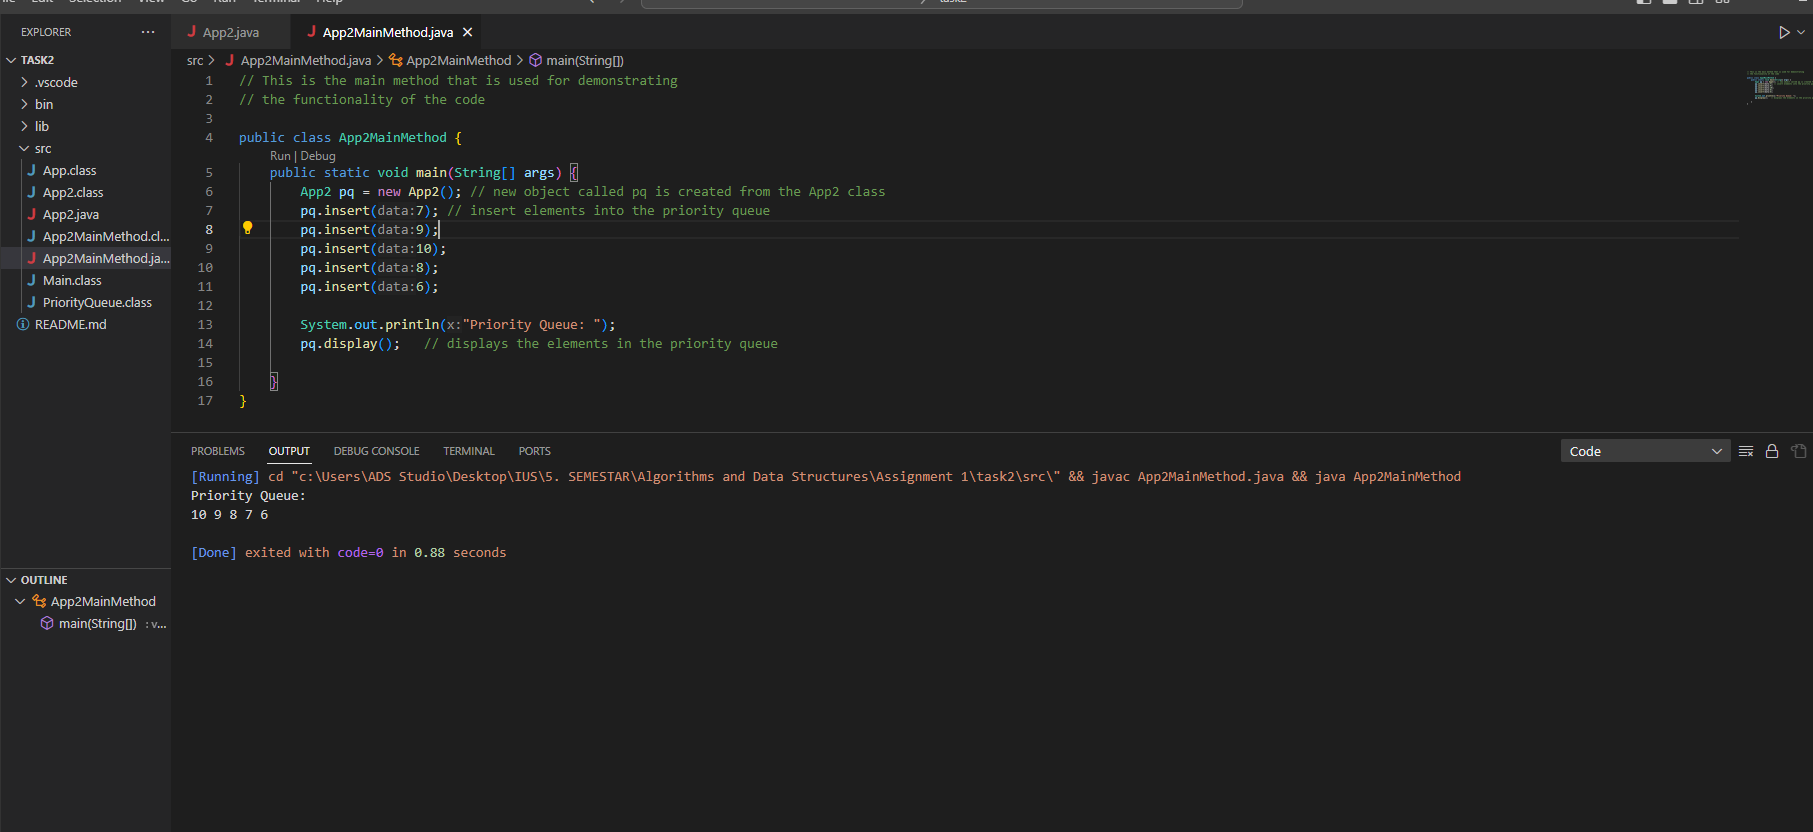 EXPLORER
TASK2
.vscode
bin
lib
src
App.class
App2.class
App2.java
App2MainMethod.cl...
App2MainMethod.ja...
Main.class
PriorityQueue.class
README.md
OUTLINE
App2MainMethod
main(String[]) : v...
App2.java
App2MainMethod.java
src > App2MainMethod.java > App2MainMethod > main(String[])
1 // This is the main method that is used for demonstrating
2 // the functionality of the code
3
4 public class App2MainMethod {
Run | Debug
5 public static void main(String[] args) {
6 App2 pq = new App2(); // new object called pq is created from the App2 class
7 pq.insert(data:7); // insert elements into the priority queue
8 pq.insert(data:9);
9 pq.insert(data:10);
10 pq.insert(data:8);
11 pq.insert(data:6);
12
13 System.out.println(x:"Priority Queue: ");
14 pq.display(); // displays the elements in the priority queue
15
16 }
17 }
PROBLEMS OUTPUT DEBUG CONSOLE TERMINAL PORTS
Code
[Running] cd "c:\Users\ADS Studio\Desktop\IUS\5. SEMESTAR\Algorithms and Data Structures\Assignment 1\task2\src\" && javac App2MainMethod.java && java App2MainMethod
Priority Queue:
10 9 8 7 6
[Done] exited with code=0 in 0.88 seconds